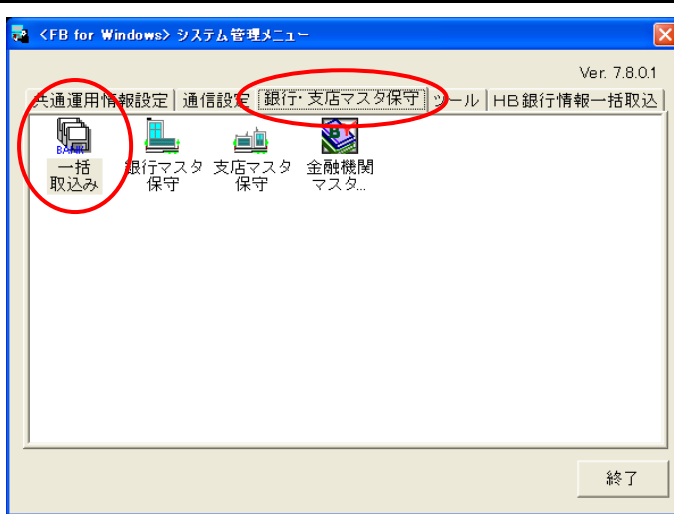 <FB for Windows> システム管理メニュー
Ver. 7.8.0.1
共通運用情報設定 通信設定 銀行・支店マスタ保守 ツール HB銀行情報一括取込
BANK
一括
取込み
銀行マスタ
保守
支店マスタ
保守
金融機関
マスタ...
終了